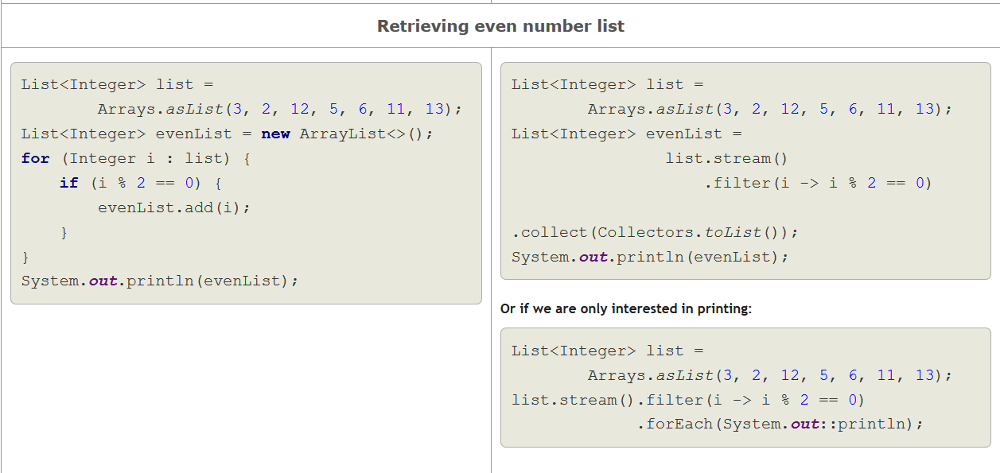 Retrieving even number list
List<Integer> list =
        Arrays.asList(3, 2, 12, 5, 6, 11, 13);
List<Integer> evenList = new ArrayList<>();
for (Integer i : list) {
    if (i % 2 == 0) {
        evenList.add(i);
    }
}
System.out.println(evenList);
List<Integer> list =
        Arrays.asList(3, 2, 12, 5, 6, 11, 13);
List<Integer> evenList =
                list.stream()
                    .filter(i -> i % 2 == 0)
.collect(Collectors.toList());
System.out.println(evenList);
Or if we are only interested in printing:
List<Integer> list =
        Arrays.asList(3, 2, 12, 5, 6, 11, 13);
list.stream().filter(i -> i % 2 == 0)
             .forEach(System.out::println);